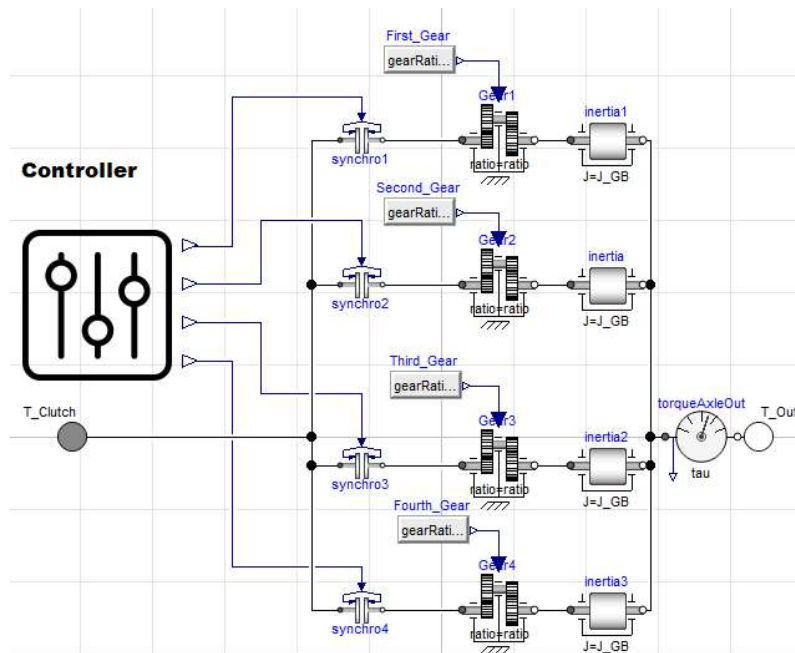 First_Gear
gearRati...
Gear1
inertia1
synchro1
ratio=ratio
J=J_GB
Controller
Second_Gear
gearRati...
Gear2
inertia
synchro2
ratio=ratio
J=J_GB
Third_Gear
gearRati...
T_Clutch
Gear3
inertia2
torqueAxleOut
T_Out
synchro3
ratio=ratio
J=J_GB
tau
Fourth_Gear
gearRati...
Gear4
inertia3
synchro4
ratio=ratio
J=J_GB